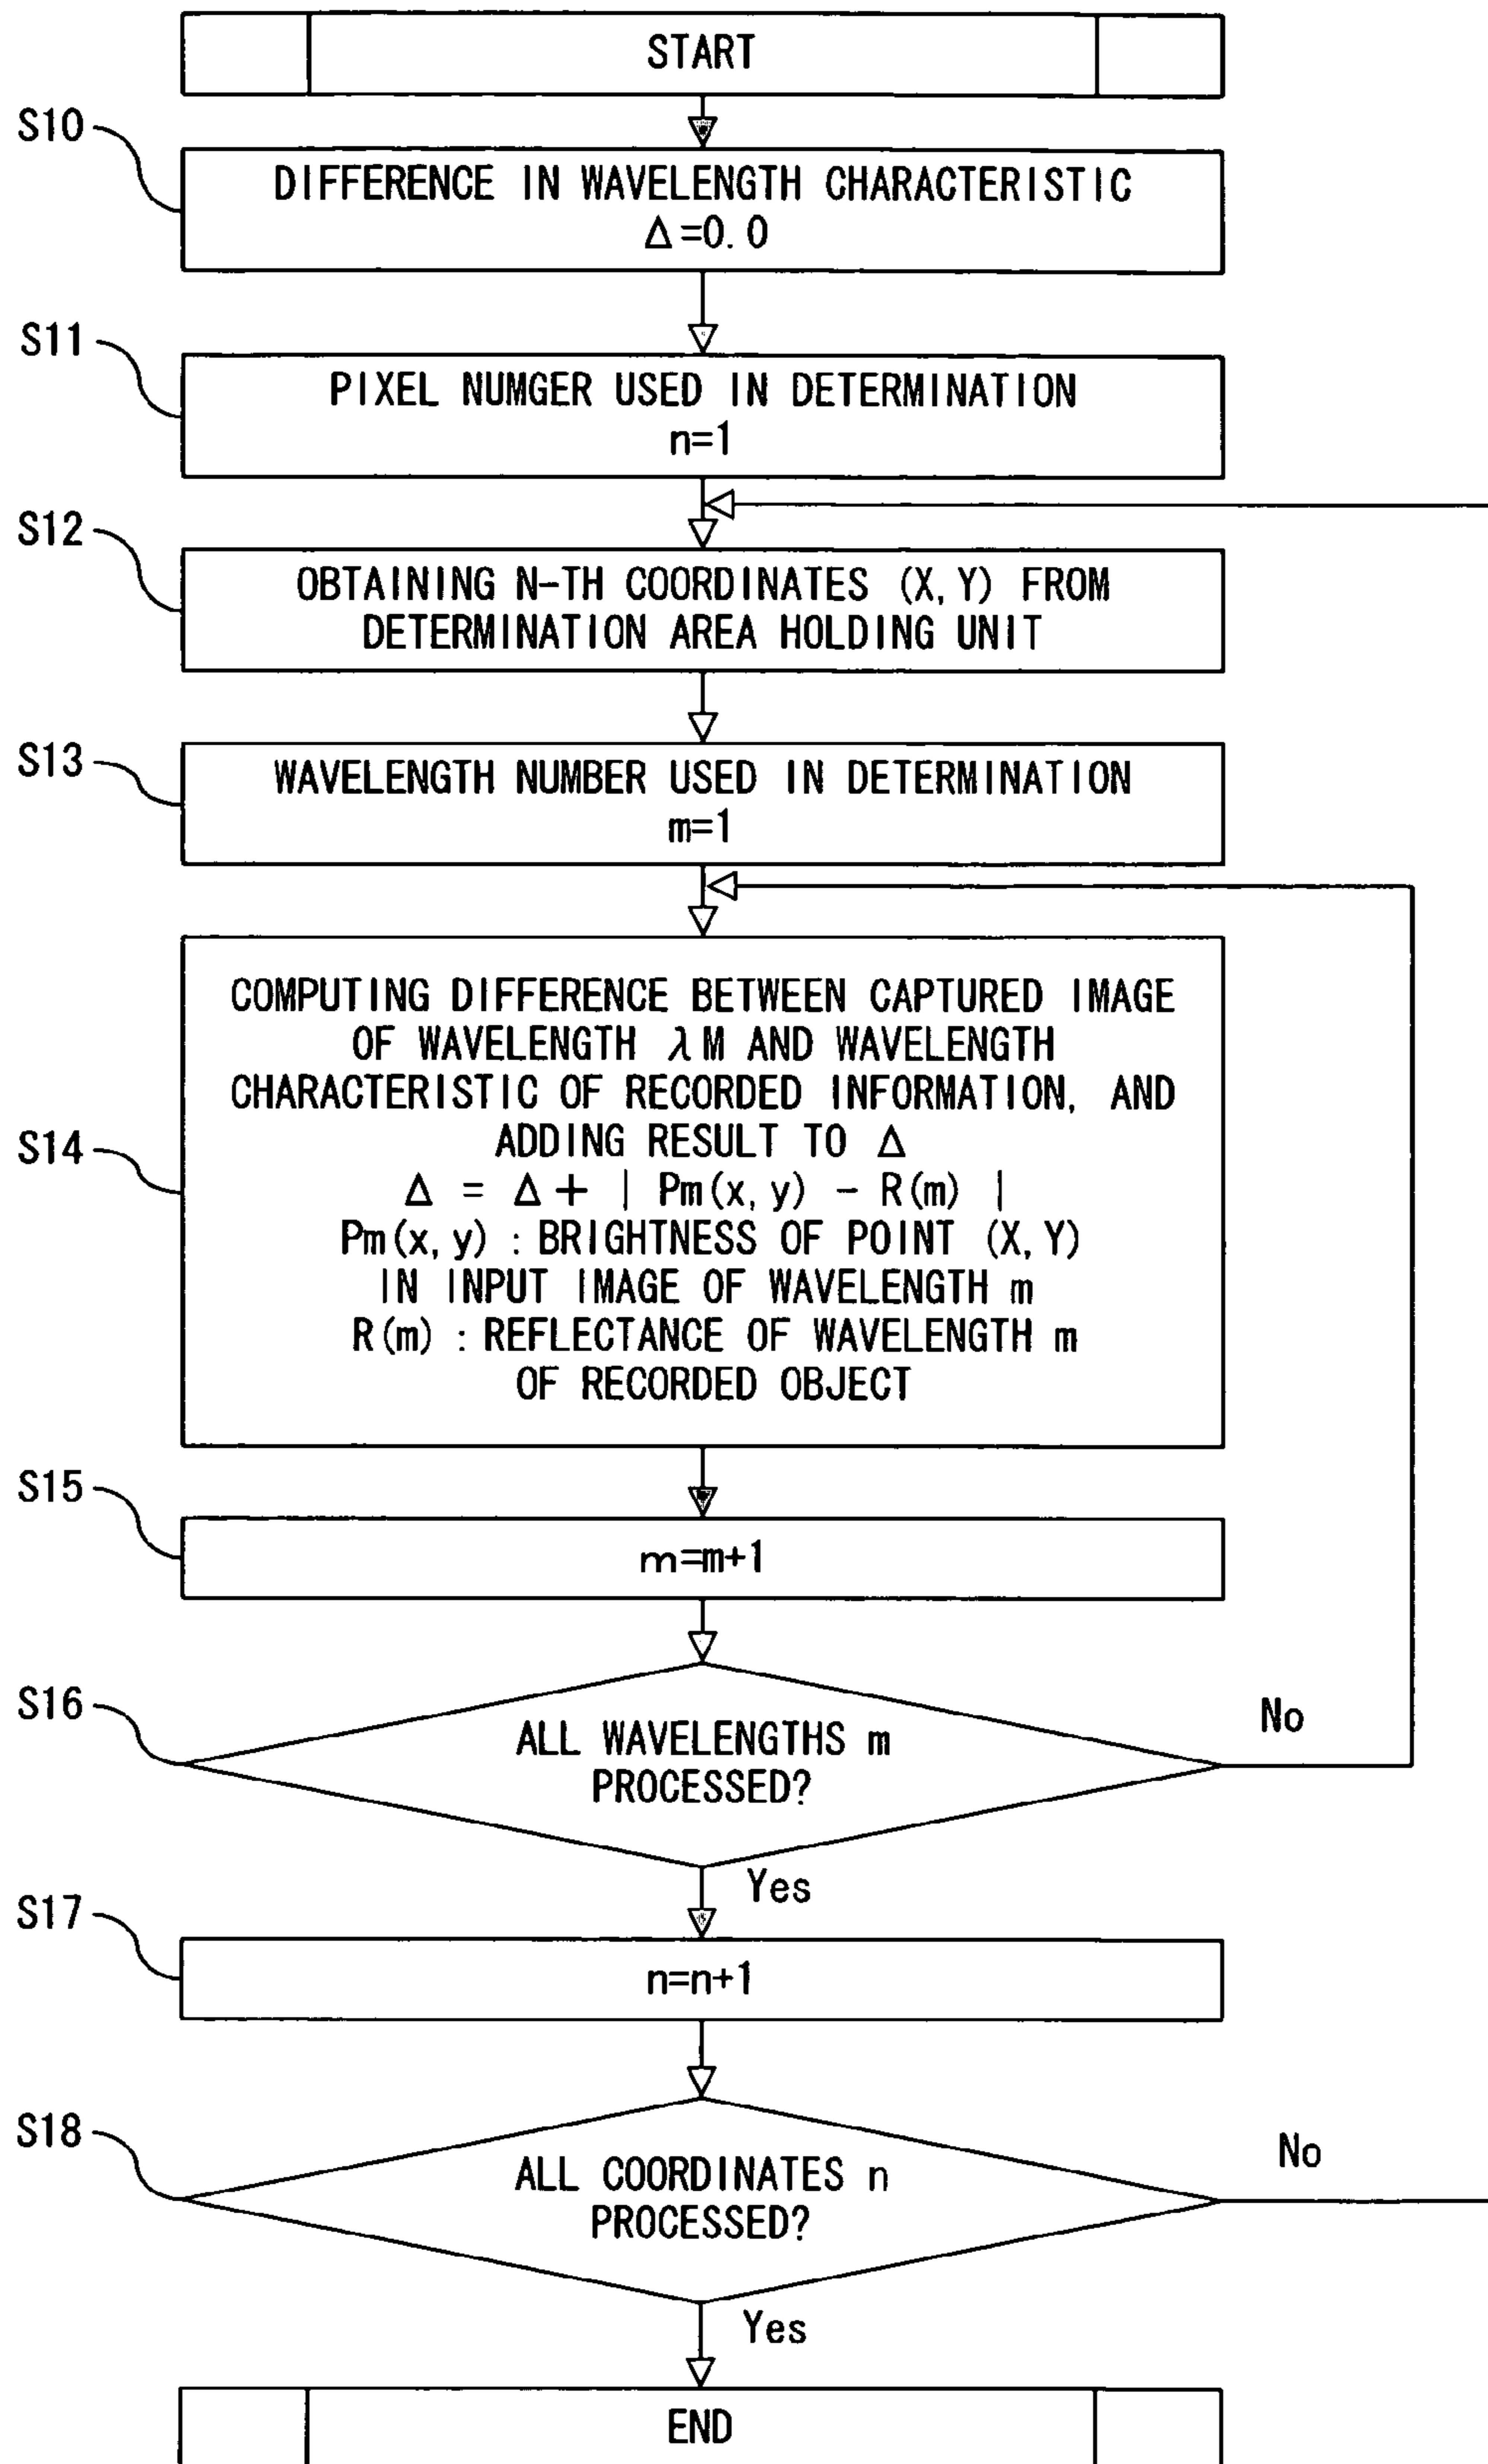 START
S10
DIFFERENCE IN WAVELENGTH CHARACTERISTIC
Δ=0.0
S11
PIXEL NUMGER USED IN DETERMINATION
n=1
S12
OBTAINING N-TH COORDINATES (X,Y) FROM
DETERMINATION AREA HOLDING UNIT
S13
WAVELENGTH NUMBER USED IN DETERMINATION
m=1
S14
COMPUTING DIFFERENCE BETWEEN CAPTURED IMAGE
OF WAVELENGTH λM AND WAVELENGTH
CHARACTERISTIC OF RECORDED INFORMATION, AND
ADDING RESULT TO Δ
Δ = Δ+ | Pm(x,y) - R(m) |
Pm(x,y) : BRIGHTNESS OF POINT (X,Y)
IN INPUT IMAGE OF WAVELENGTH m
R(m) : REFLECTANCE OF WAVELENGTH m
OF RECORDED OBJECT
S15
m=m+1
S16
ALL WAVELENGTHS m
PROCESSED?
No
Yes
S17
n=n+1
S18
ALL COORDINATES n
PROCESSED?
No
Yes
END